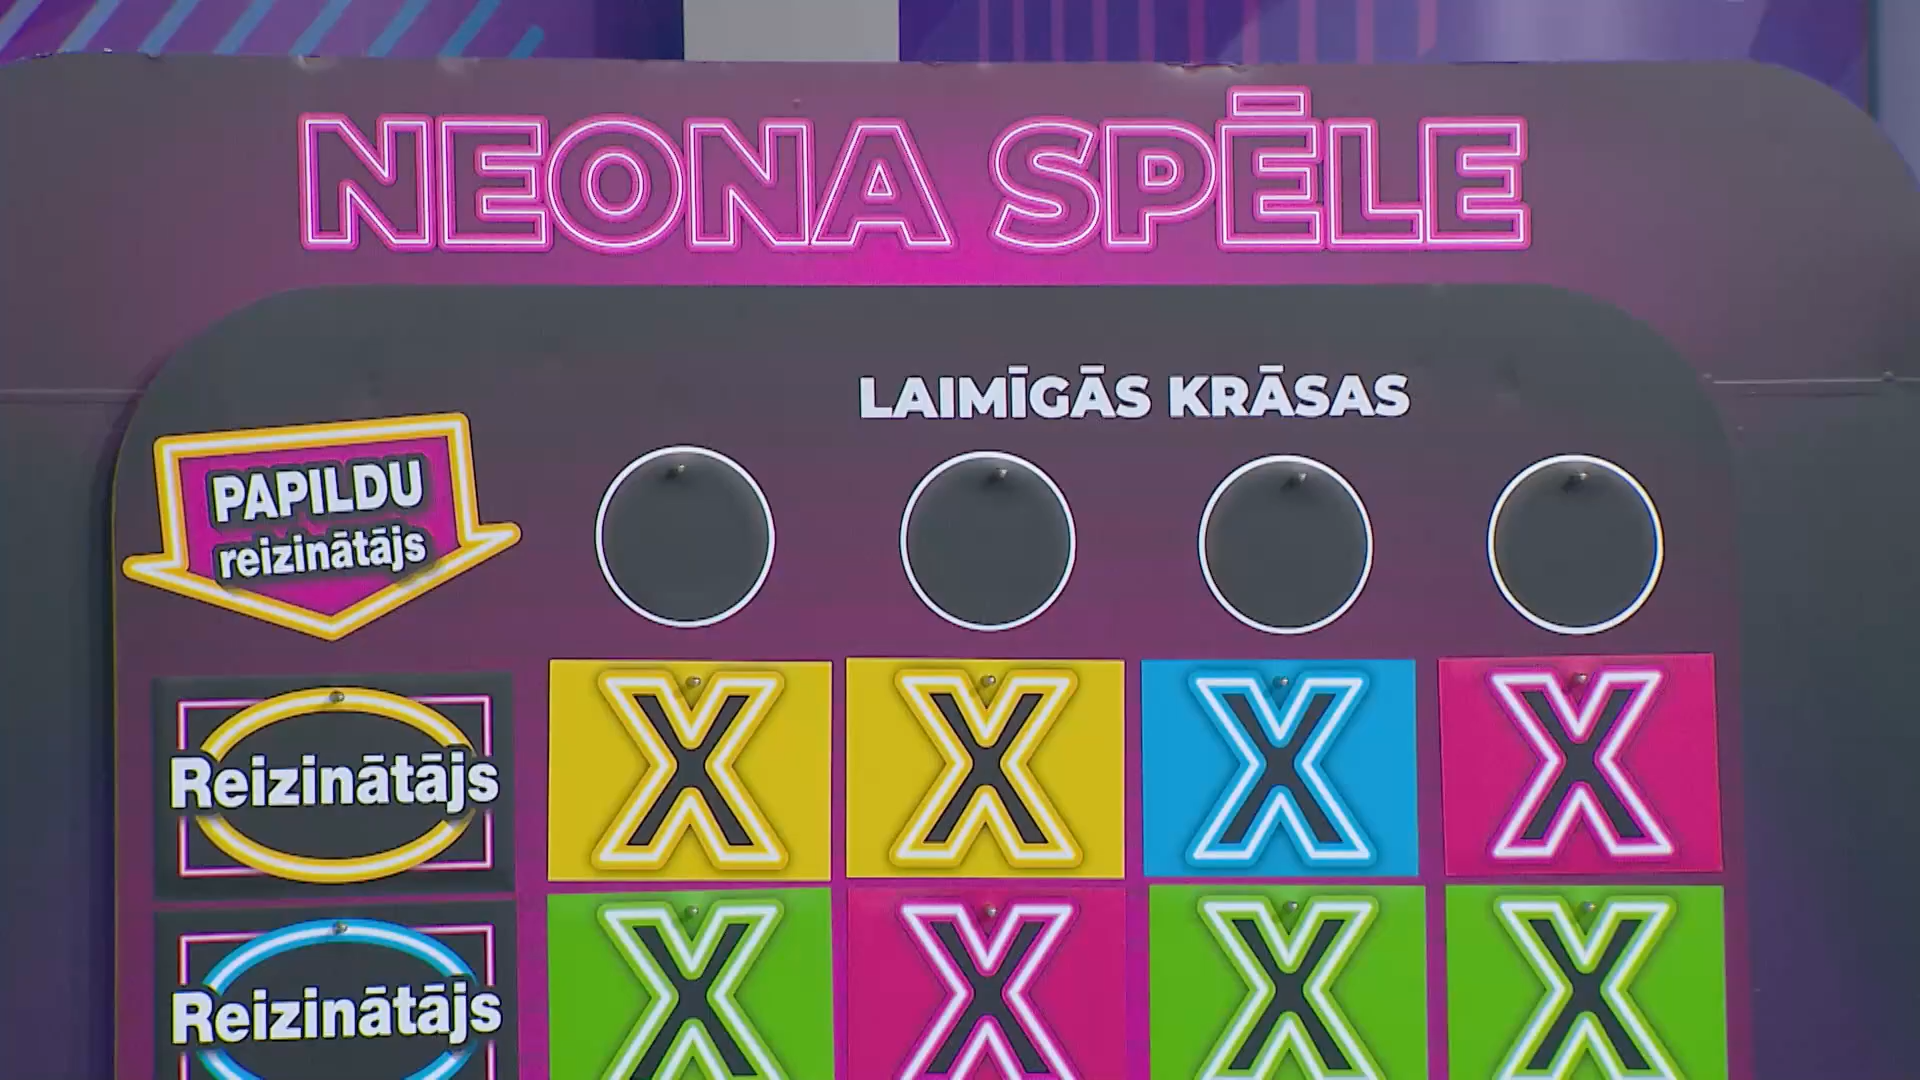 NEONA SPĒLE
LAIMĪGĀS KRĀSAS
PAPILDU
reizinātājs
Reizinātājs X X X X
Reizinātājs X X X X